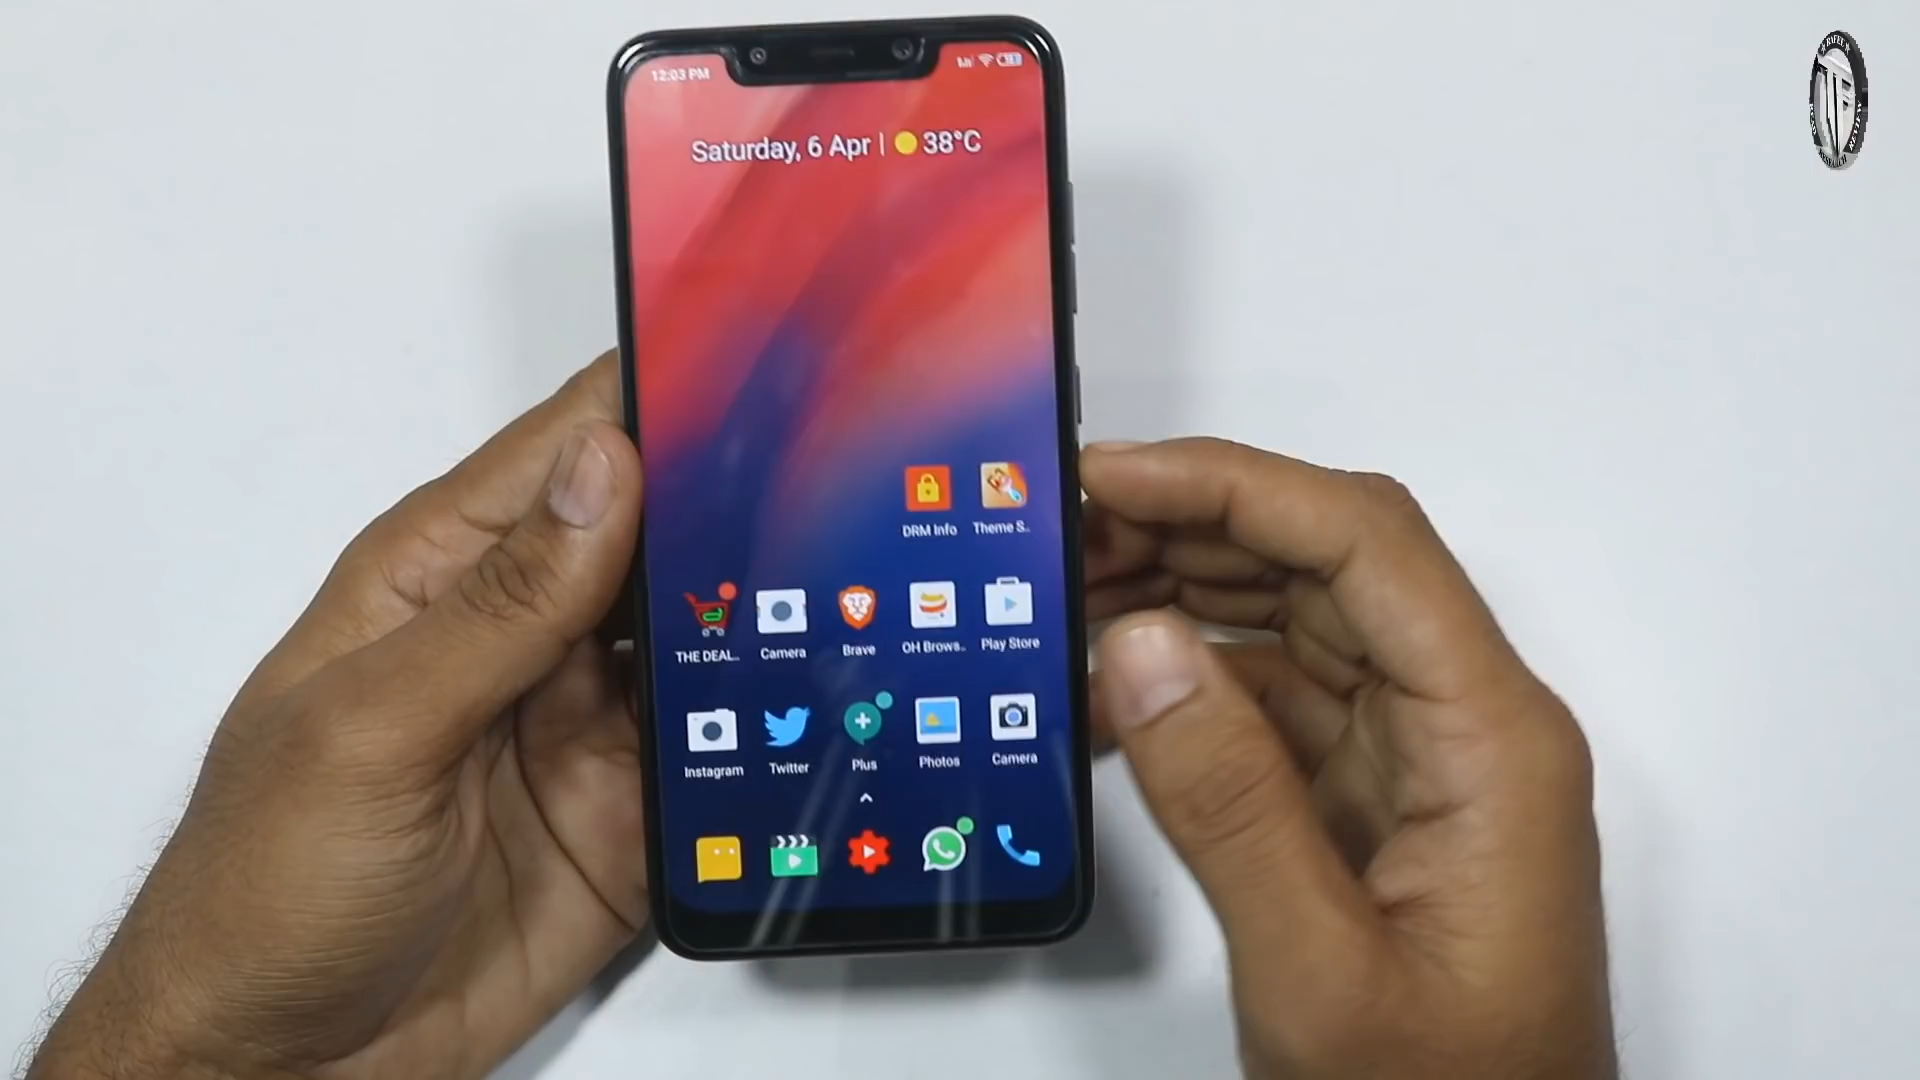 12:03 PM
Saturday, 6 Apr | 38°C
DRM Info Theme S..
THE DEAL.. Camera Brave OH Brows.. Play Store
Instagram Twitter Plus Photos Camera